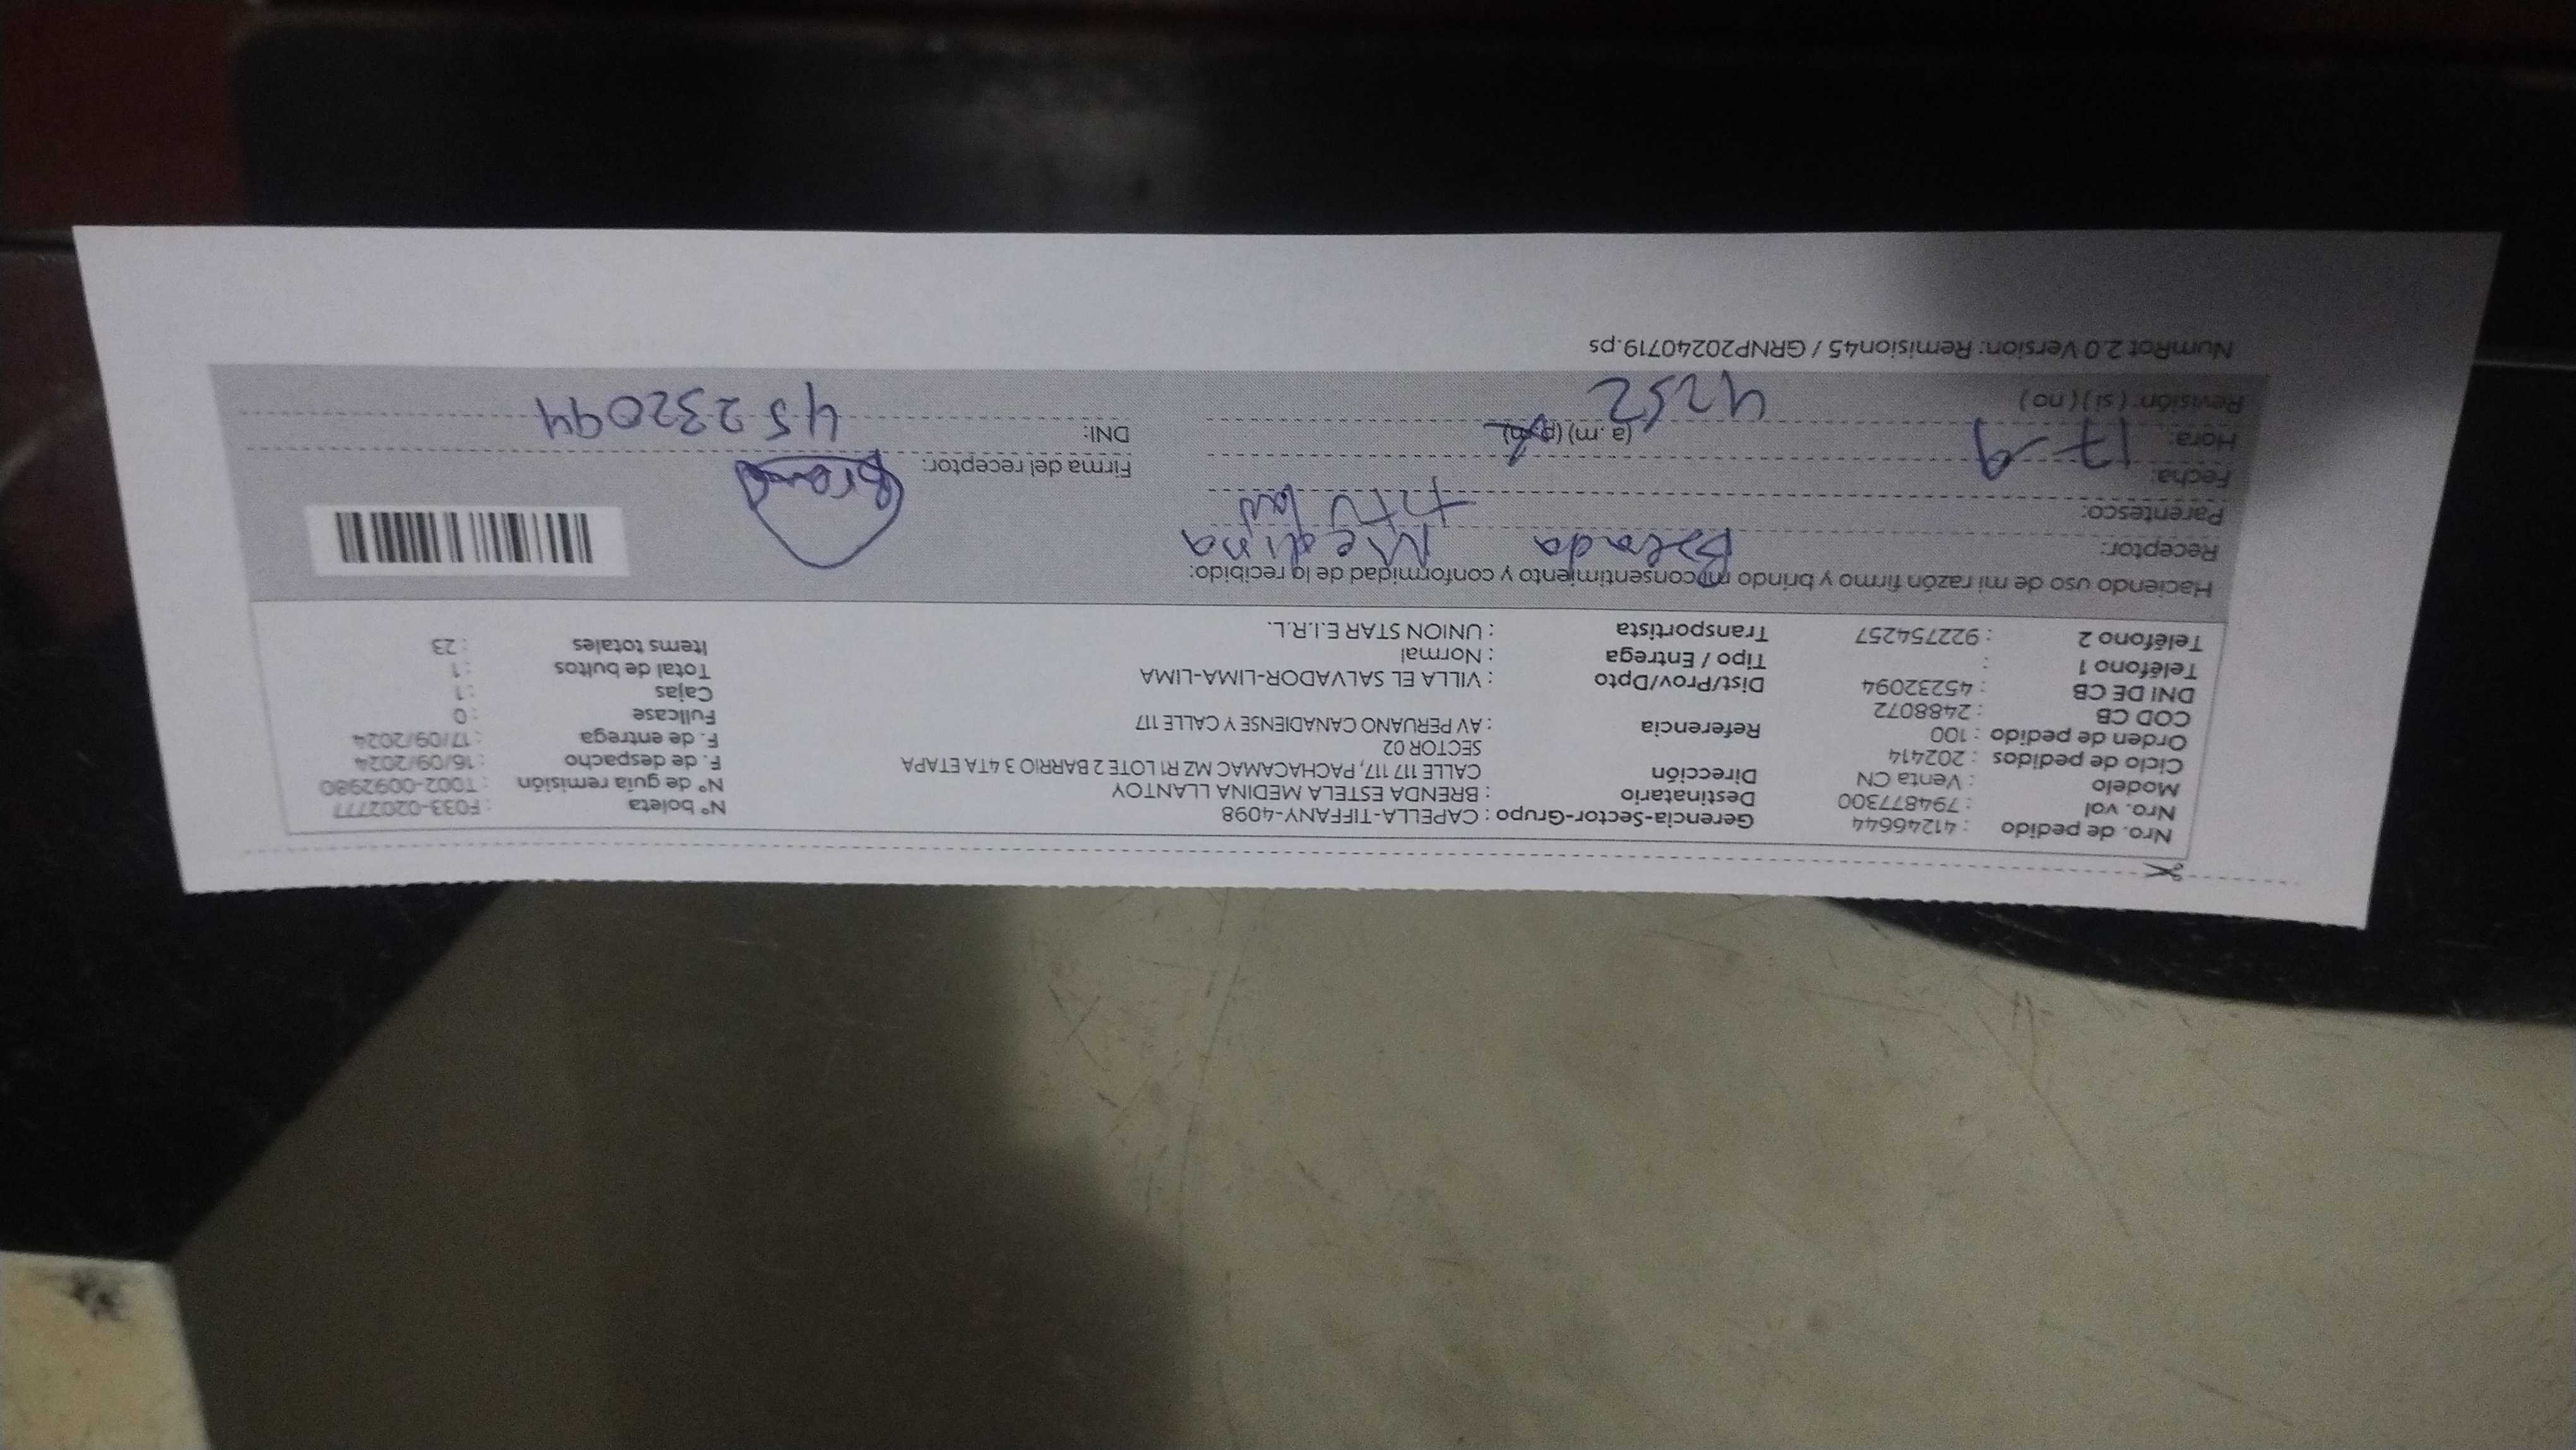 Nro. de pedido : 41246644 Gerencia-Sector-Grupo : CAPELLA-TIFFANY-4098 N° boleta : F033-0202777
Nro. vol : 794877300 Destinatario : BRENDA ESTELA MEDINA LLANTOY N° de guía remisión : T002-0092980
Modelo : Venta CN Dirección CALLE 117 117, PACHACAMAC MZ R1 LOTE 2 BARRIO 3 4TA ETAPA F. de despacho : 16/09/2024
Ciclo de pedidos : 202414 SECTOR 02 F. de entrega : 17/09/2024
Orden de pedido : 100 Referencia : AV PERUANO CANADIENSE Y CALLE 117 Fullcase : 0
COD CB : 2488072 Cajas : 1
DNI DE CB : 45232094 Dist/Prov/Dpto : VILLA EL SALVADOR-LIMA-LIMA Total de bultos : 1
Teléfono 1 : Tipo / Entrega : Normal Items totales : 23
Teléfono 2 : 922754257 Transportista : UNION STAR E.I.R.L.
Haciendo uso de mi razón firmo y brindo mi consentimiento y conformidad de lo recibido:
Receptor: Brenda Medina
Parentesco: titular
Fecha: 17-9 Firma del receptor:
Hora: (a.m) (p.m) DNI: 45232094
Revisión: (si) (no) 4252
NumRot 2.0 Version: Remision45 / GRNP20240719.ps